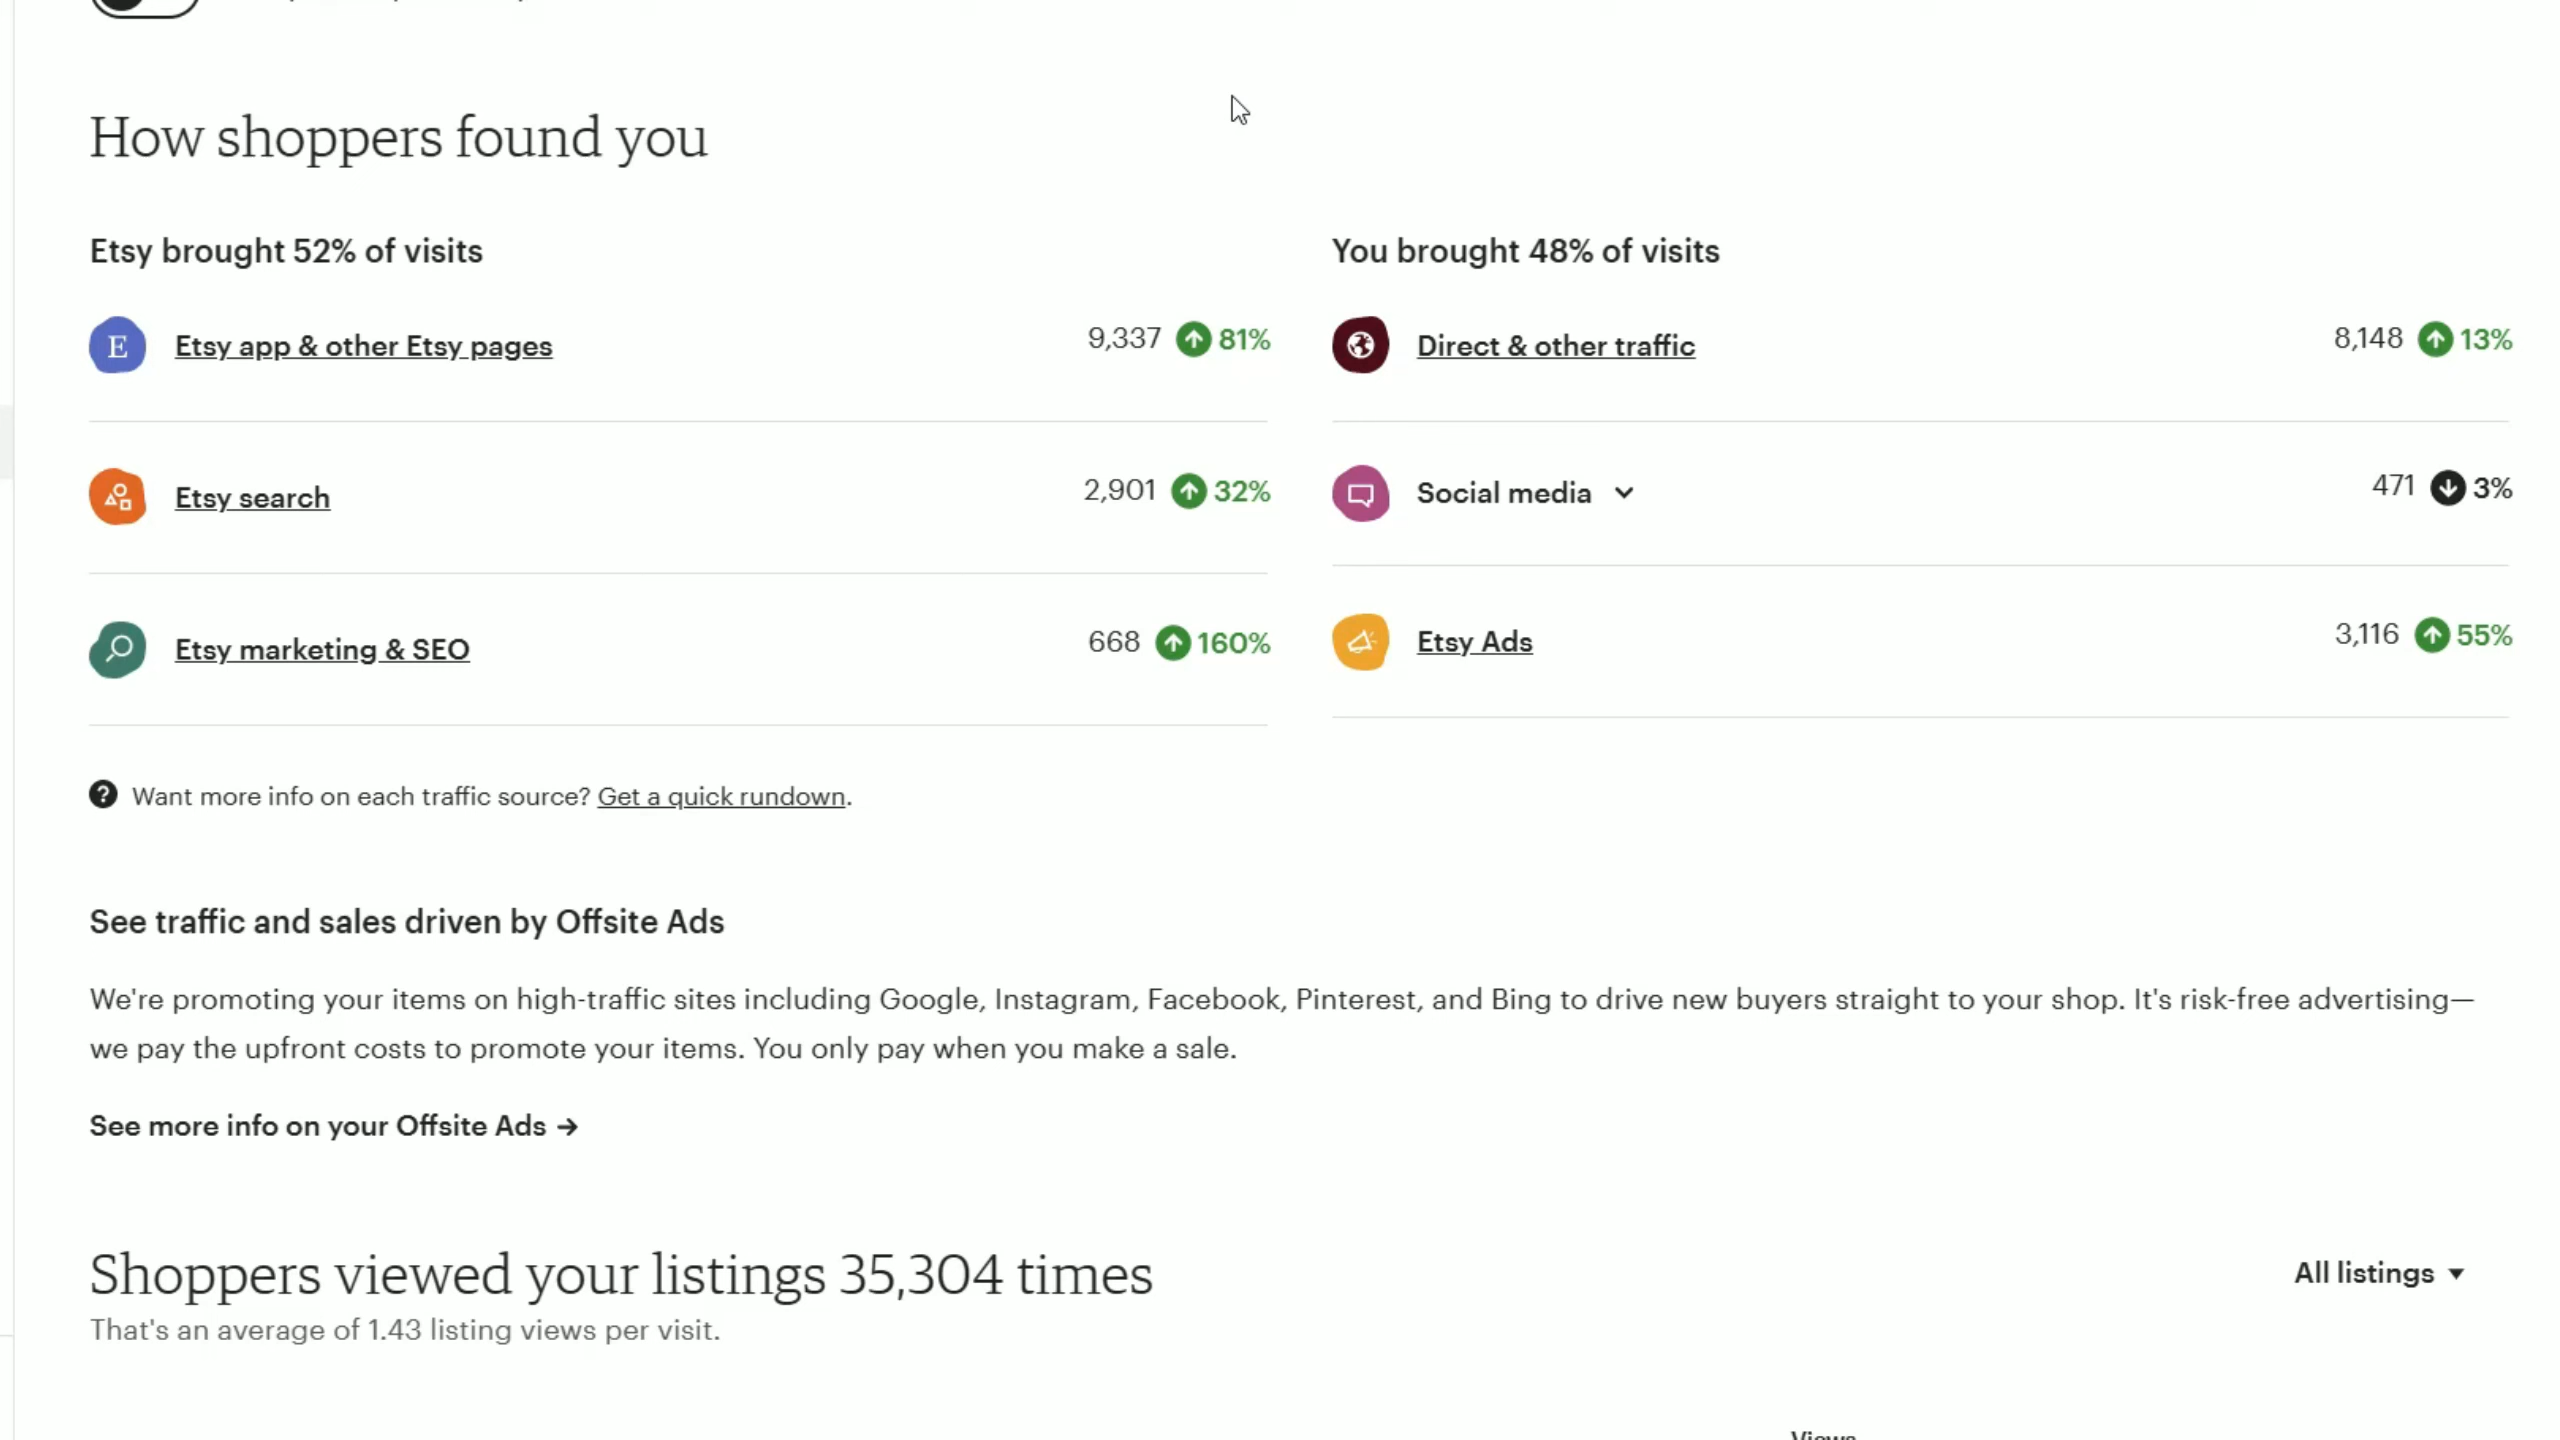 How shoppers found you
Etsy brought 52% of visits
E Etsy app & other Etsy pages 9,337 81%
Etsy search 2,901 32%
Etsy marketing & SEO 668 160%
You brought 48% of visits
Direct & other traffic 8,148 13%
Social media 471 3%
Etsy Ads 3,116 55%
? Want more info on each traffic source? Get a quick rundown.
See traffic and sales driven by Offsite Ads
We're promoting your items on high-traffic sites including Google, Instagram, Facebook, Pinterest, and Bing to drive new buyers straight to your shop. It's risk-free advertising—
we pay the upfront costs to promote your items. You only pay when you make a sale.
See more info on your Offsite Ads →
Shoppers viewed your listings 35,304 times
All listings
That's an average of 1.43 listing views per visit.
Views